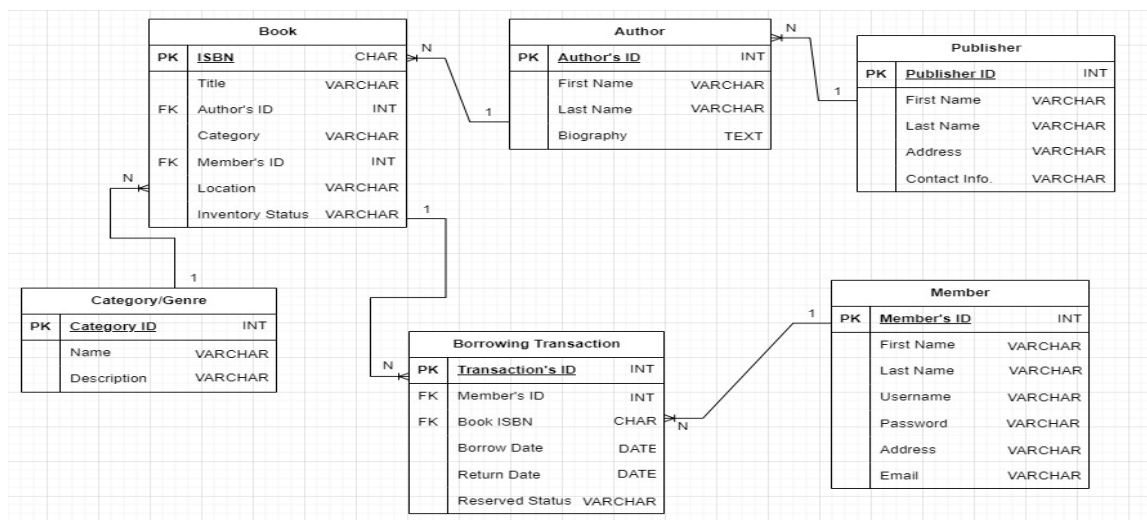 Book
PK ISBN CHAR
Title VARCHAR
FK Author's ID INT
Category VARCHAR
FK Member's ID INT
Location VARCHAR
Inventory Status VARCHAR
N
1
N
1
Author
PK Author's ID INT
First Name VARCHAR
Last Name VARCHAR
Biography TEXT
N
1
Publisher
PK Publisher ID INT
First Name VARCHAR
Last Name VARCHAR
Address VARCHAR
Contact Info. VARCHAR
1
Category/Genre
PK Category ID INT
Name VARCHAR
Description VARCHAR
N
Borrowing Transaction
PK Transaction's ID INT
FK Member's ID INT
FK Book ISBN CHAR
Borrow Date DATE
Return Date DATE
Reserved Status VARCHAR
N
1
Member
PK Member's ID INT
First Name VARCHAR
Last Name VARCHAR
Username VARCHAR
Password VARCHAR
Address VARCHAR
Email VARCHAR